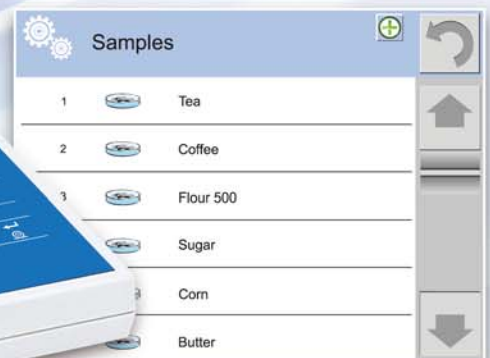 Samples
1 Tea
2 Coffee
3 Flour 500
Sugar
Corn
Butter